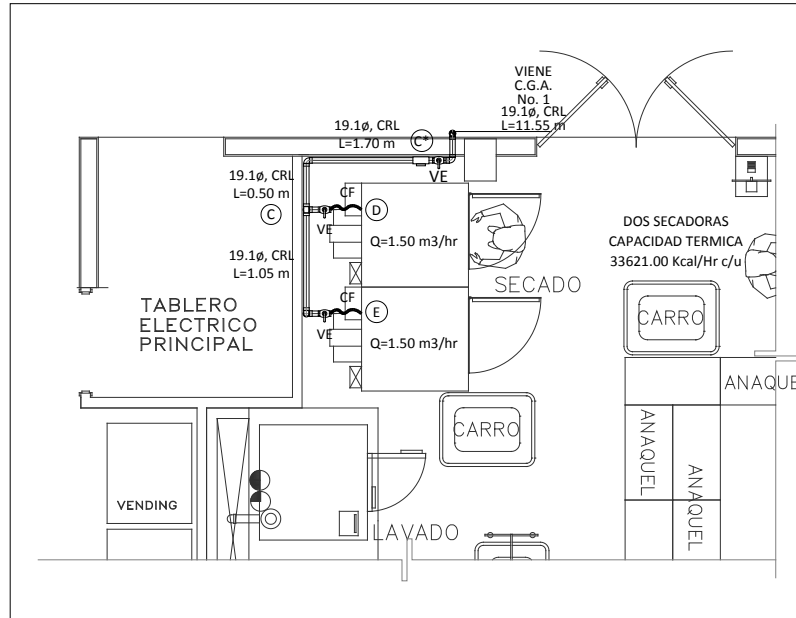 VIENE
C.G.A.
No. 1
19.1ø, CRL
L=11.55 m
19.1ø, CRL
L=1.70 m
C*
VE
19.1ø, CRL
L=0.50 m
C
CF
D
VE
Q=1.50 m3/hr
19.1ø, CRL
L=1.05 m
CF
E
VE
Q=1.50 m3/hr
SECADO
DOS SECADORAS
CAPACIDAD TERMICA
33621.00 Kcal/Hr c/u
TABLERO
ELECTRICO
PRINCIPAL
CARRO
ANAQUE
CARRO
ANAQUEL
ANAQUEL
VENDING
LAVADO